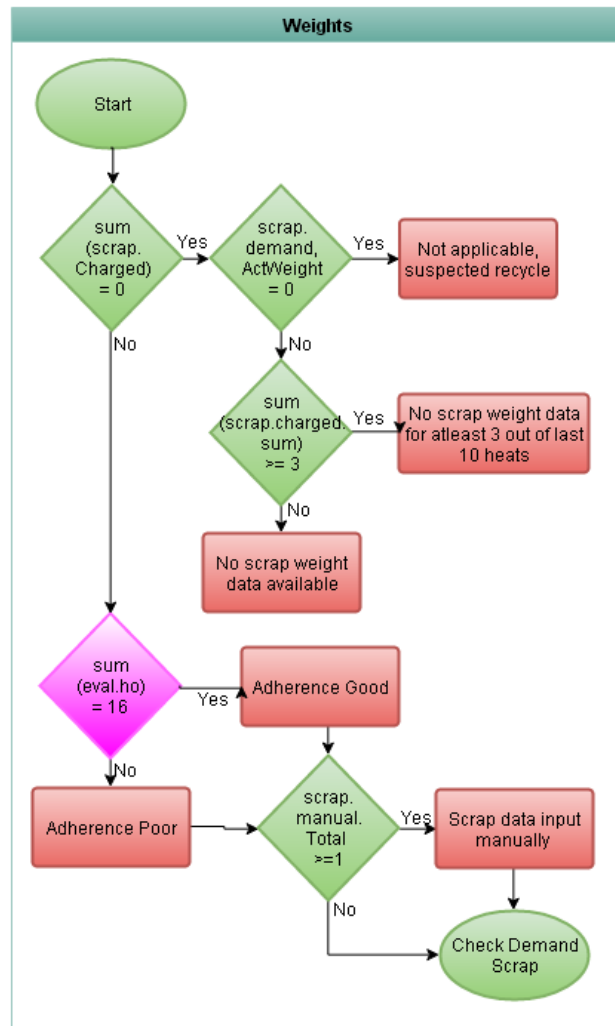 Weights
Start
sum
(scrap.
Charged)
= 0
Yes
scrap.
demand,
ActWeight
= 0
Yes
Not applicable,
suspected recycle
No
No
sum
(scrap.charged.
sum)
>= 3
Yes
No scrap weight data
for atleast 3 out of last
10 heats
No
No scrap weight
data available
sum
(eval.ho)
= 16
Yes
Adherence Good
No
Adherence Poor
scrap.
manual.
Total
>=1
Yes
Scrap data input
manually
No
Check Demand
Scrap